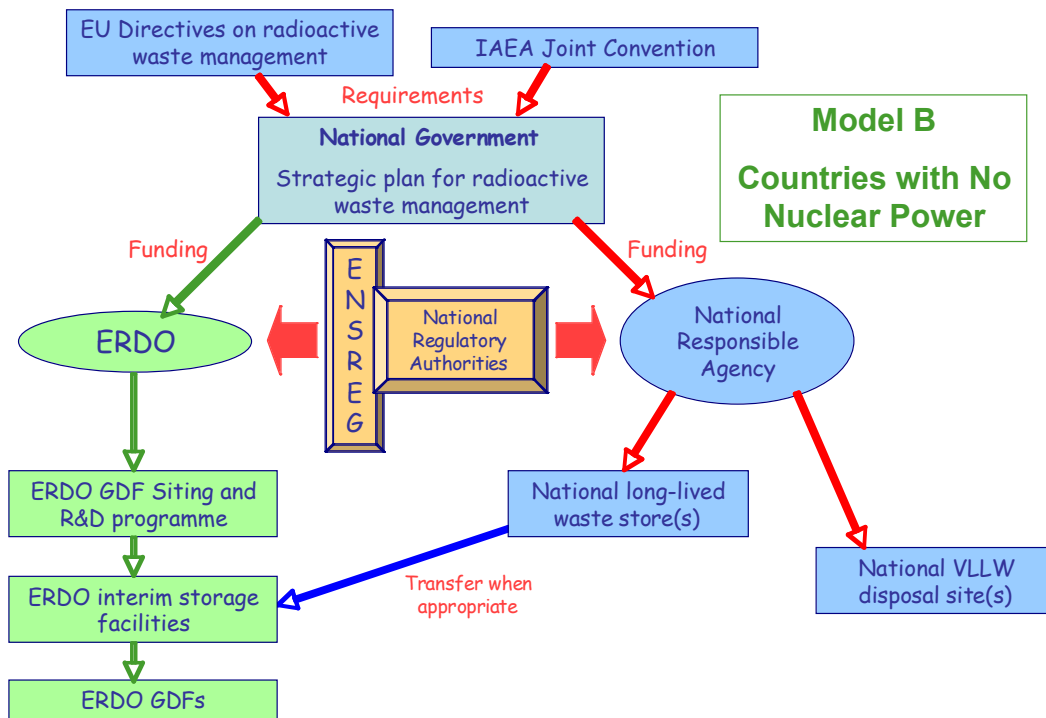 EU Directives on radioactive
waste management
IAEA Joint Convention
Requirements
National Government
Strategic plan for radioactive
waste management
Model B
Countries with No
Nuclear Power
Funding
Funding
ERDO
E
N
S
R
E
G
National
Regulatory
Authorities
National
Responsible
Agency
ERDO GDF Siting and
R&D programme
National long-lived
waste store(s)
ERDO interim storage
facilities
Transfer when
appropriate
National VLLW
disposal site(s)
ERDO GDFs